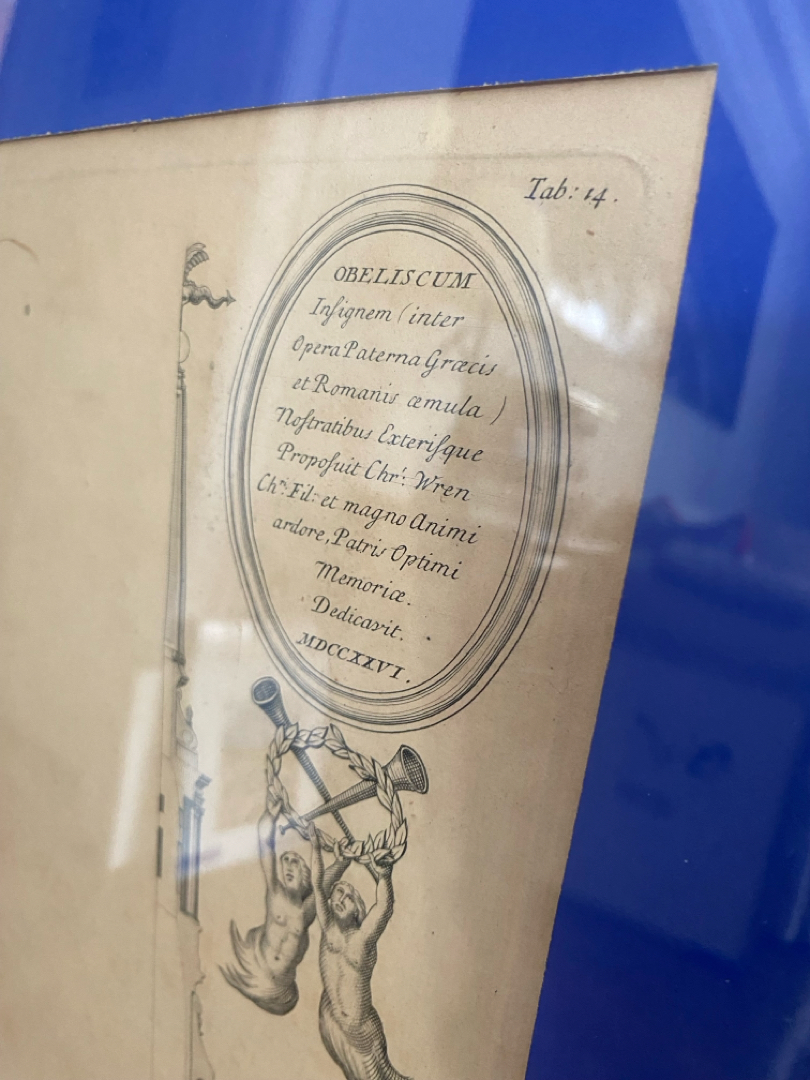 Tab: 14.
OBELISCUM
Inſignem (inter
Opera Paterna Græcis
et Romanis æmula)
Noſtratibus Exteriſque
Propoſuit Chr.ʳ: Wren
Ch.ʳ: Fil: et magno Animi
ardore, Patris Optimi
Memoriæ.
Dedicavit.
MDCCXXVI.